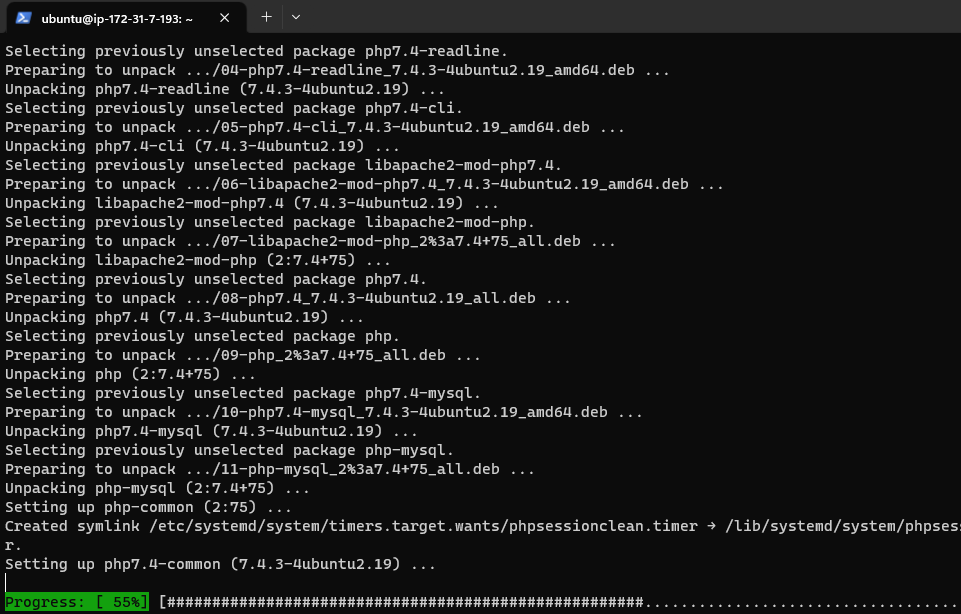 ubuntu@ip-172-31-7-193: ~
Selecting previously unselected package php7.4-readline.
Preparing to unpack .../04-php7.4-readline_7.4.3-4ubuntu2.19_amd64.deb ...
Unpacking php7.4-readline (7.4.3-4ubuntu2.19) ...
Selecting previously unselected package php7.4-cli.
Preparing to unpack .../05-php7.4-cli_7.4.3-4ubuntu2.19_amd64.deb ...
Unpacking php7.4-cli (7.4.3-4ubuntu2.19) ...
Selecting previously unselected package libapache2-mod-php7.4.
Preparing to unpack .../06-libapache2-mod-php7.4_7.4.3-4ubuntu2.19_amd64.deb ...
Unpacking libapache2-mod-php7.4 (7.4.3-4ubuntu2.19) ...
Selecting previously unselected package libapache2-mod-php.
Preparing to unpack .../07-libapache2-mod-php_2%3a7.4+75_all.deb ...
Unpacking libapache2-mod-php (2:7.4+75) ...
Selecting previously unselected package php7.4.
Preparing to unpack .../08-php7.4_7.4.3-4ubuntu2.19_all.deb ...
Unpacking php7.4 (7.4.3-4ubuntu2.19) ...
Selecting previously unselected package php.
Preparing to unpack .../09-php_2%3a7.4+75_all.deb ...
Unpacking php (2:7.4+75) ...
Selecting previously unselected package php7.4-mysql.
Preparing to unpack .../10-php7.4-mysql_7.4.3-4ubuntu2.19_amd64.deb ...
Unpacking php7.4-mysql (7.4.3-4ubuntu2.19) ...
Selecting previously unselected package php-mysql.
Preparing to unpack .../11-php-mysql_2%3a7.4+75_all.deb ...
Unpacking php-mysql (2:7.4+75) ...
Setting up php-common (2:75) ...
Created symlink /etc/systemd/system/timers.target.wants/phpsessionclean.timer → /lib/systemd/system/phpses
r.
Setting up php7.4-common (7.4.3-4ubuntu2.19) ...
Progress: [ 55%] [#####################################################...................................